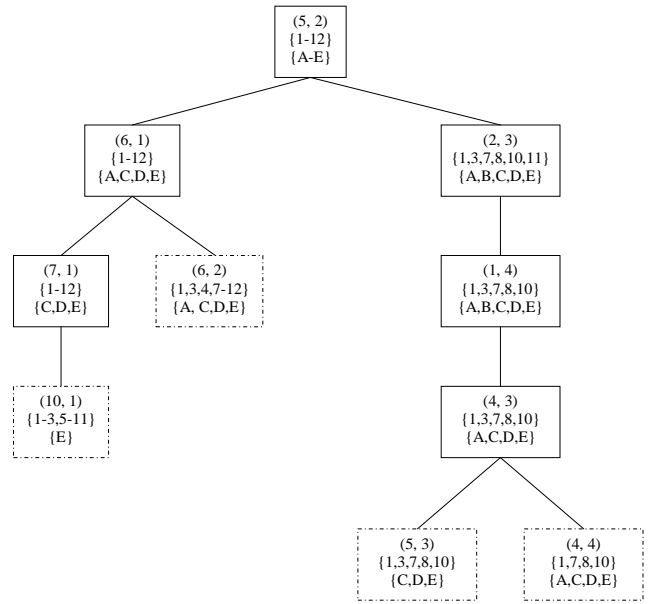 (5, 2)
{1-12}
{A-E}
(6, 1)
{1-12}
{A,C,D,E}
(2, 3)
{1,3,7,8,10,11}
{A,B,C,D,E}
(7, 1)
{1-12}
{C,D,E}
(6, 2)
{1,3,4,7-12}
{A, C,D,E}
(1, 4)
{1,3,7,8,10}
{A,B,C,D,E}
(10, 1)
{1-3,5-11}
{E}
(4, 3)
{1,3,7,8,10}
{A,C,D,E}
(5, 3)
{1,3,7,8,10}
{C,D,E}
(4, 4)
{1,7,8,10}
{A,C,D,E}